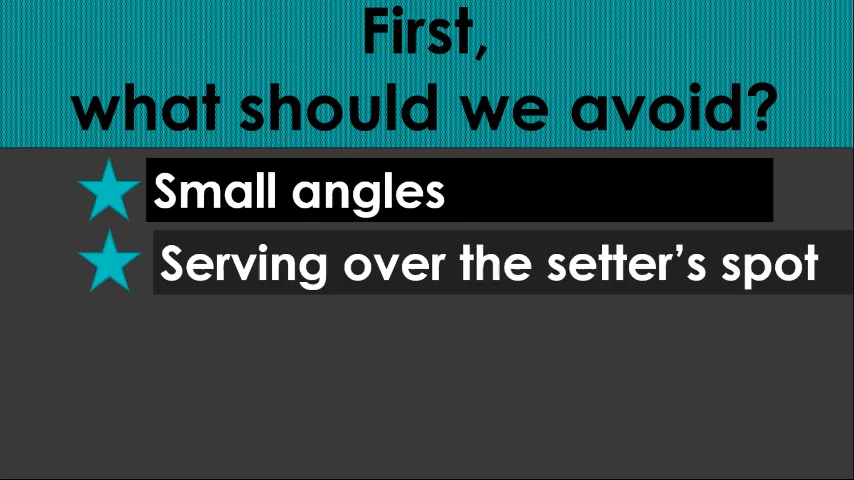 First,
what should we avoid?
Small angles
Serving over the setter’s spot